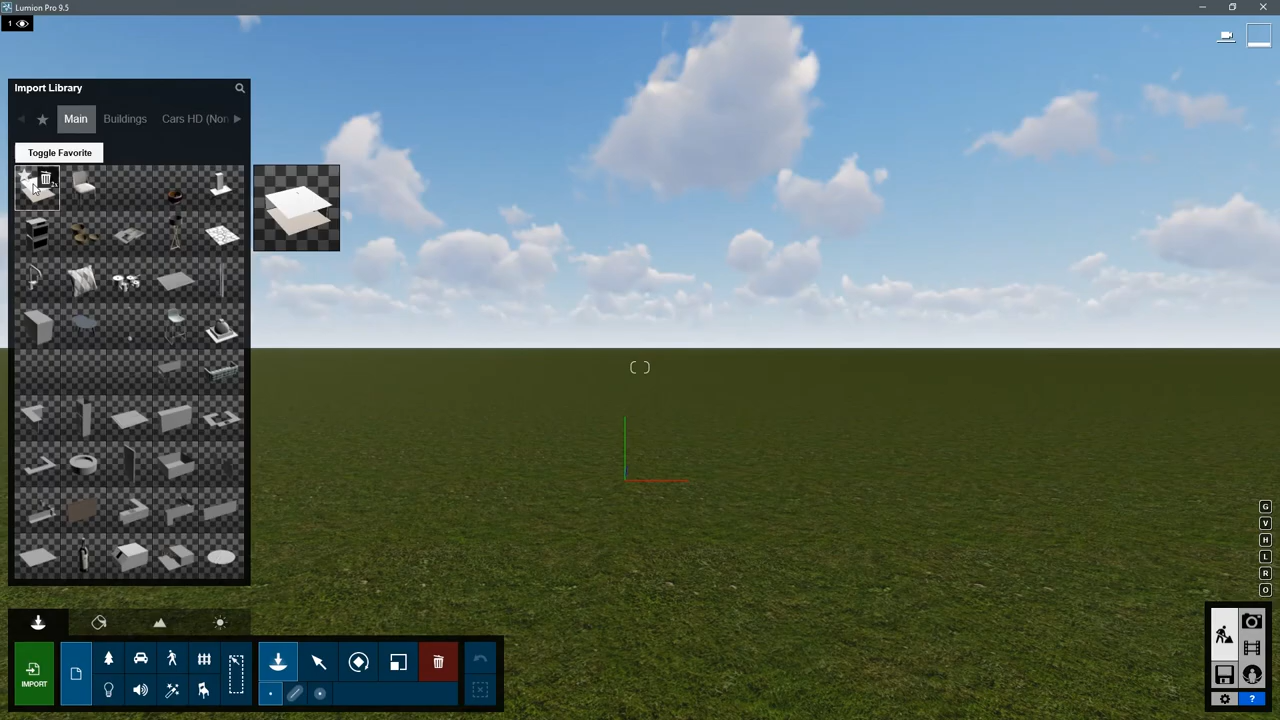 Lumion Pro 9.5
1
Import Library
Main Buildings Cars HD (Non
Toggle Favorite
G
V
H
L
R
O
IMPORT
?